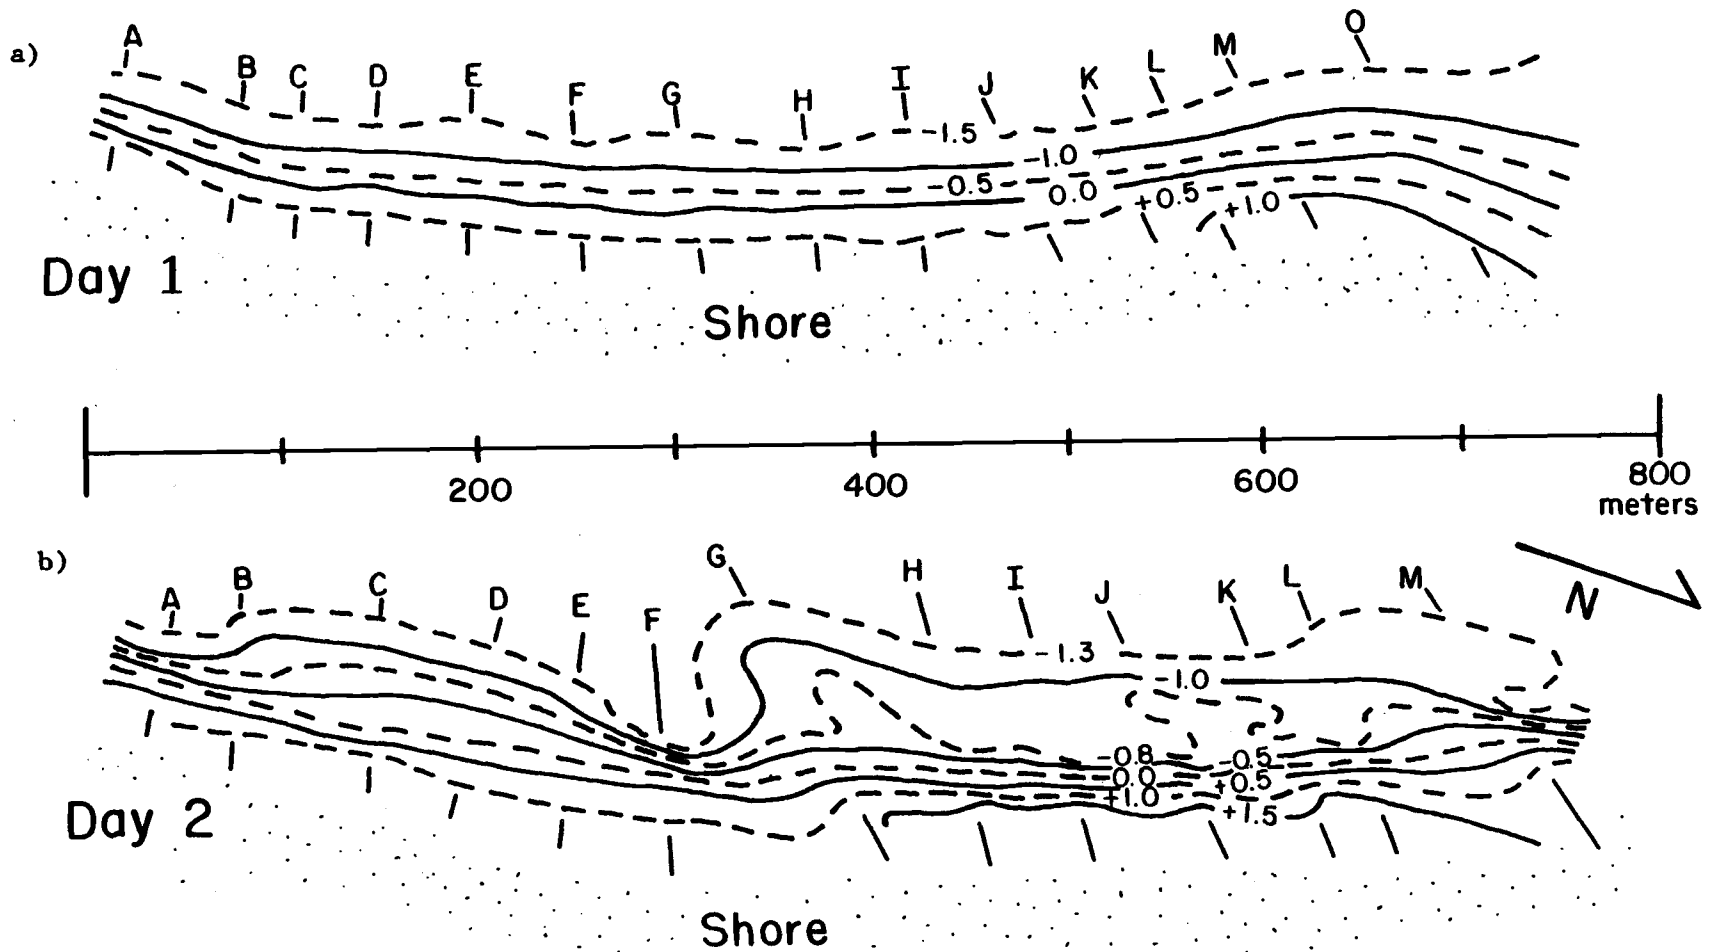 a)
A B C D E F G H I J K L M O
-1.5
-1.0
-0.5
0.0
+0.5
+1.0
Day 1
Shore
200 400 600 800
meters
b)
N
A B C D E F G H I J K L M
-1.3
-1.0
-0.8
-0.5
0.0
+0.5
+1.0
+1.5
Day 2
Shore